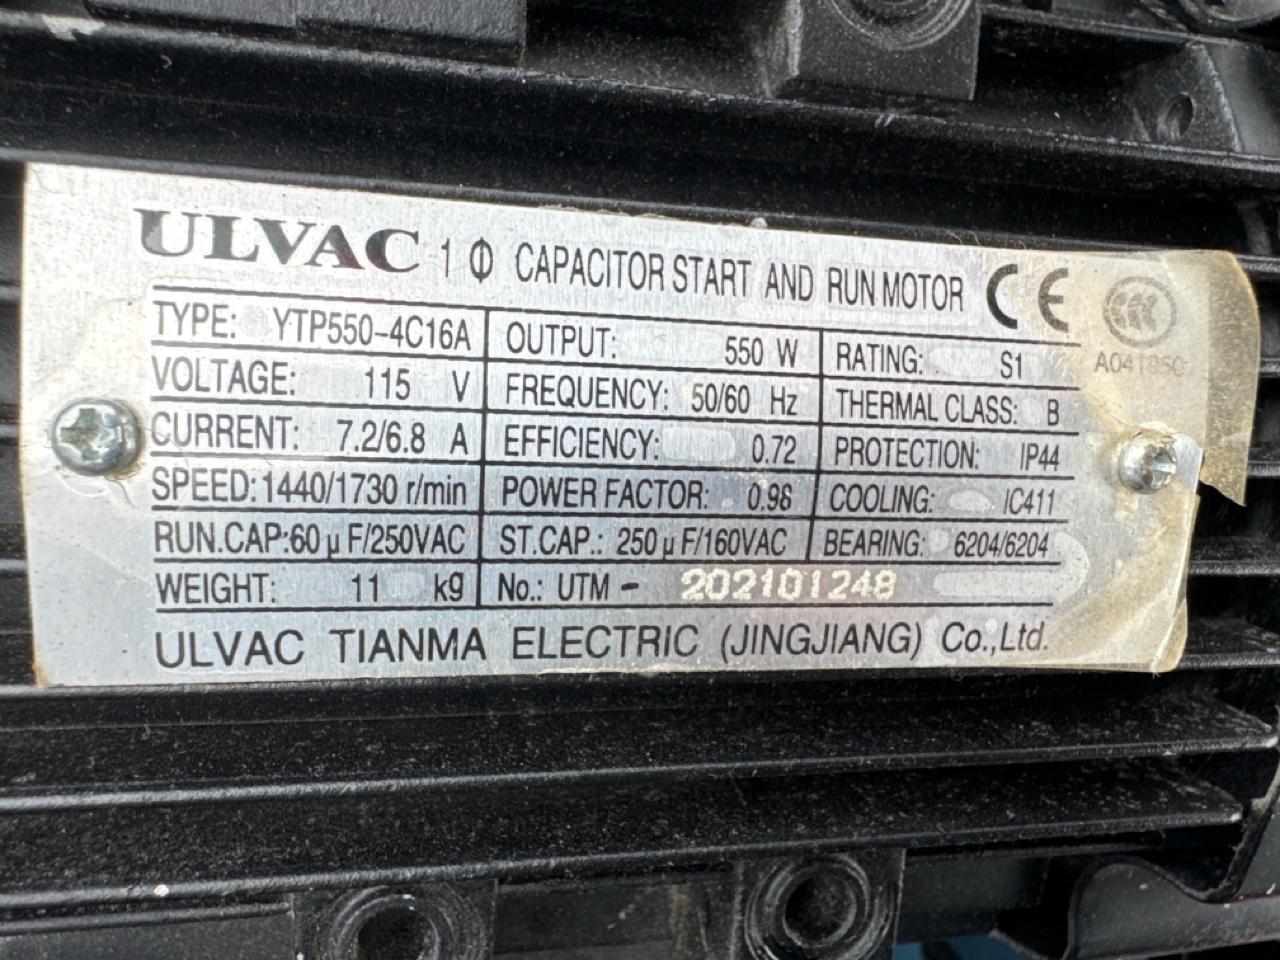 ULVAC 1 Φ CAPACITOR START AND RUN MOTOR CE
TYPE: YTP550-4C16A OUTPUT: 550 W RATING: S1
VOLTAGE: 115 V FREQUENCY: 50/60 Hz THERMAL CLASS: B
CURRENT: 7.2/6.8 A EFFICIENCY: 0.72 PROTECTION: IP44
SPEED: 1440/1730 r/min POWER FACTOR: 0.98 COOLING: IC411
RUN.CAP:60 μF/250VAC ST.CAP.: 250 μF/160VAC BEARING: 6204/6204
WEIGHT: 11 kg No.: UTM - 202101248
ULVAC TIANMA ELECTRIC (JINGJIANG) Co.,Ltd.